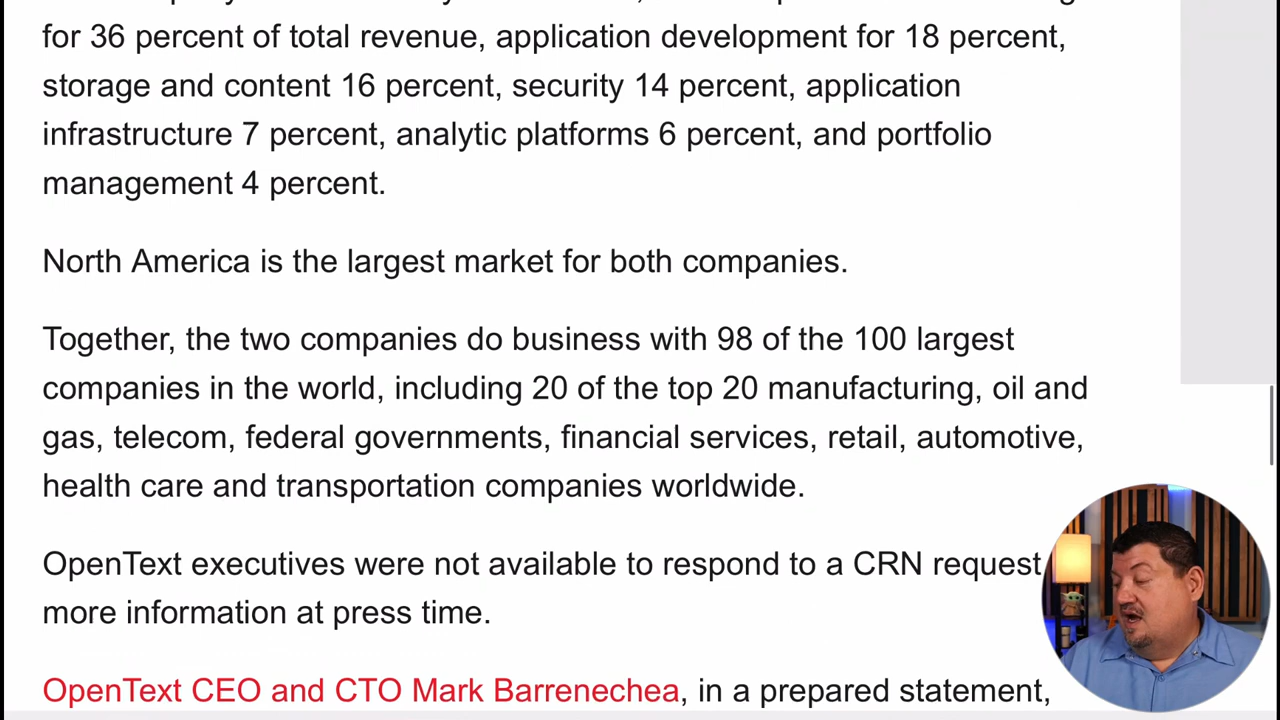 for 36 percent of total revenue, application development for 18 percent,
storage and content 16 percent, security 14 percent, application
infrastructure 7 percent, analytic platforms 6 percent, and portfolio
management 4 percent.
North America is the largest market for both companies.
Together, the two companies do business with 98 of the 100 largest
companies in the world, including 20 of the top 20 manufacturing, oil and
gas, telecom, federal governments, financial services, retail, automotive,
health care and transportation companies worldwide.
OpenText executives were not available to respond to a CRN request
more information at press time.
OpenText CEO and CTO Mark Barrenechea, in a prepared statement,